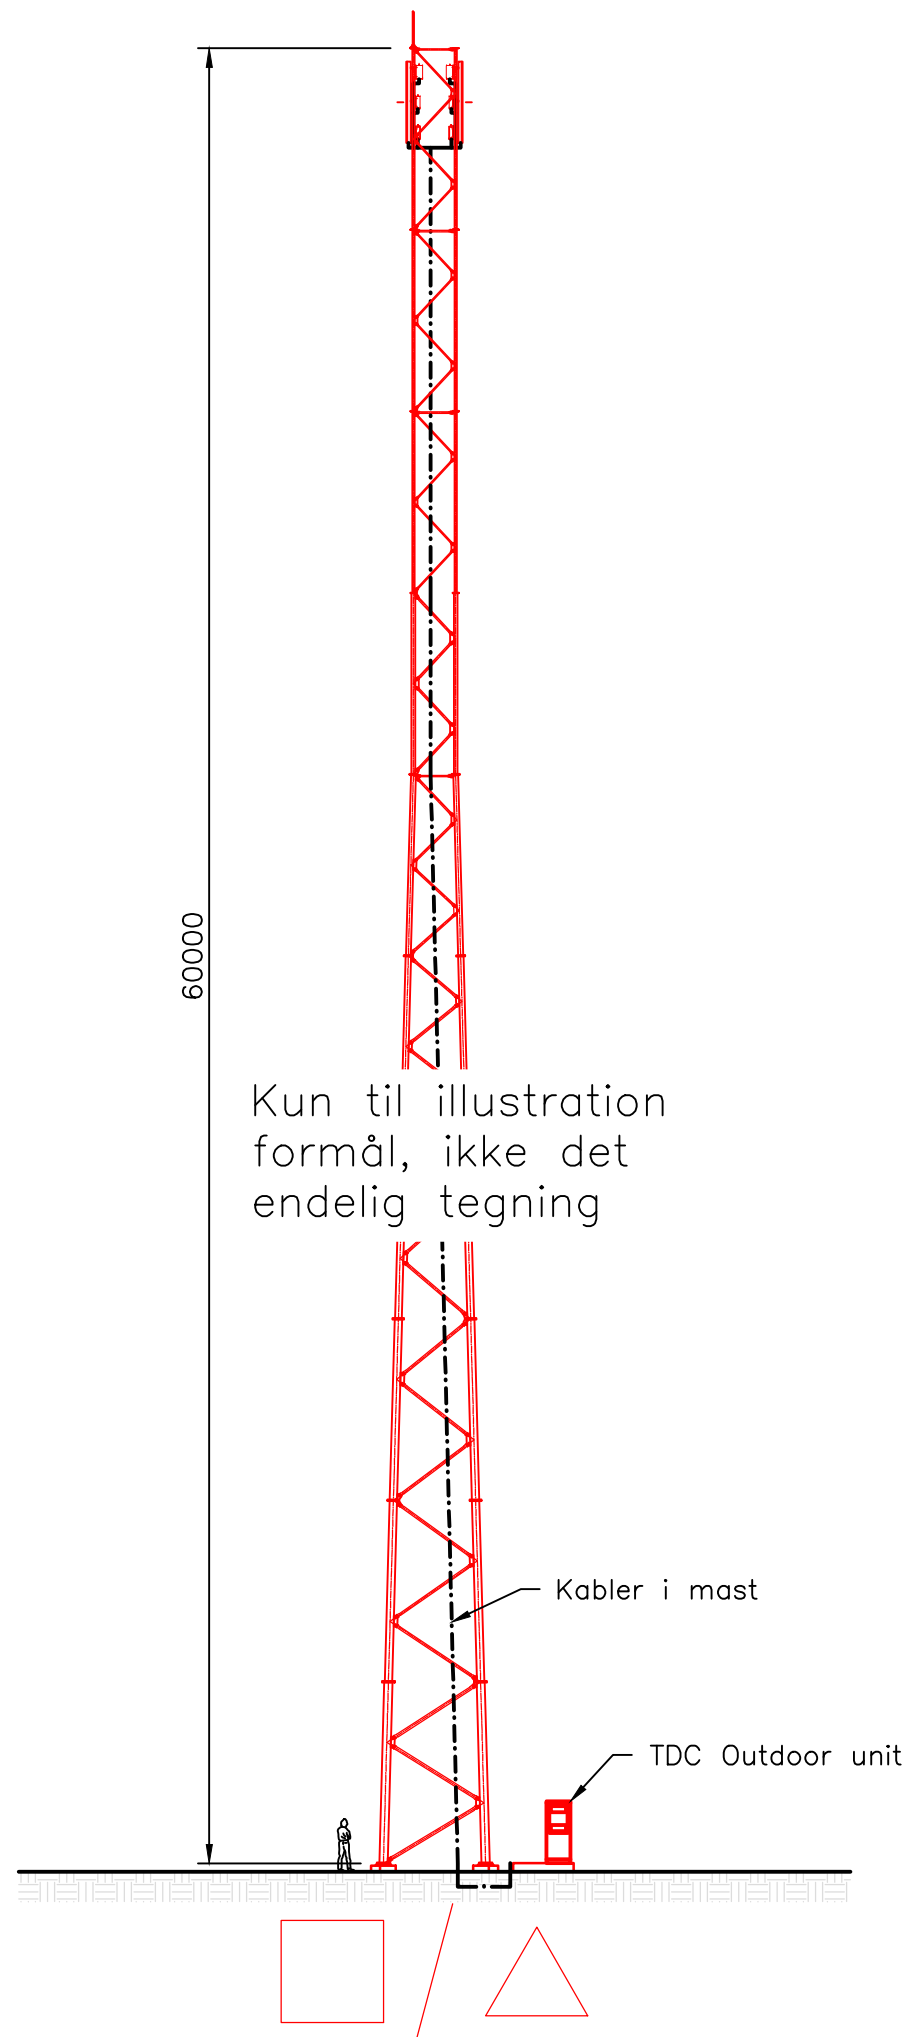 60000
Kun til illustration
formål, ikke det
endelig tegning
Kabler i mast
TDC Outdoor unit